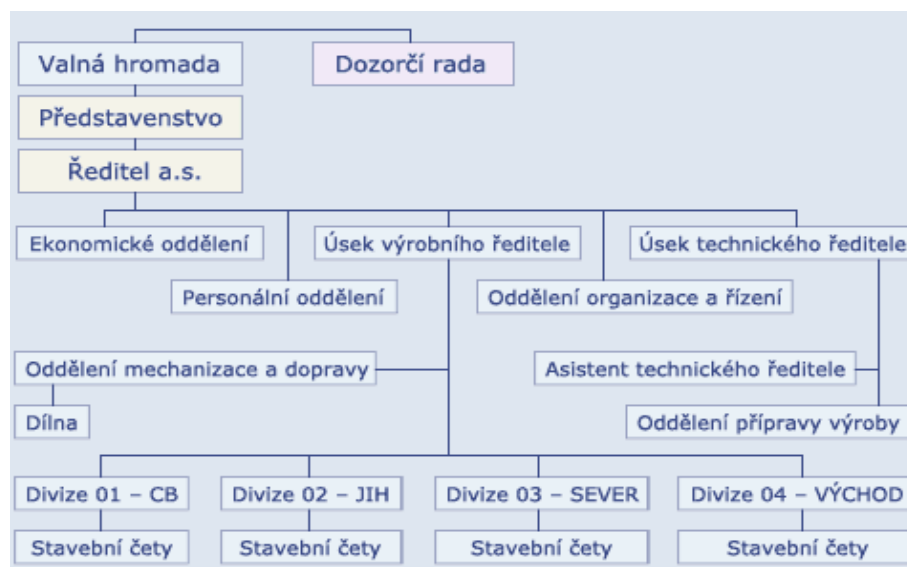 Valná hromada
Dozorčí rada
Představenstvo
Ředitel a.s.
Ekonomické oddělení
Úsek výrobního ředitele
Úsek technického ředitele
Personální oddělení
Oddělení organizace a řízení
Oddělení mechanizace a dopravy
Asistent technického ředitele
Dílna
Oddělení přípravy výroby
Divize 01 – CB
Divize 02 – JIH
Divize 03 – SEVER
Divize 04 – VÝCHOD
Stavební čety
Stavební čety
Stavební čety
Stavební čety